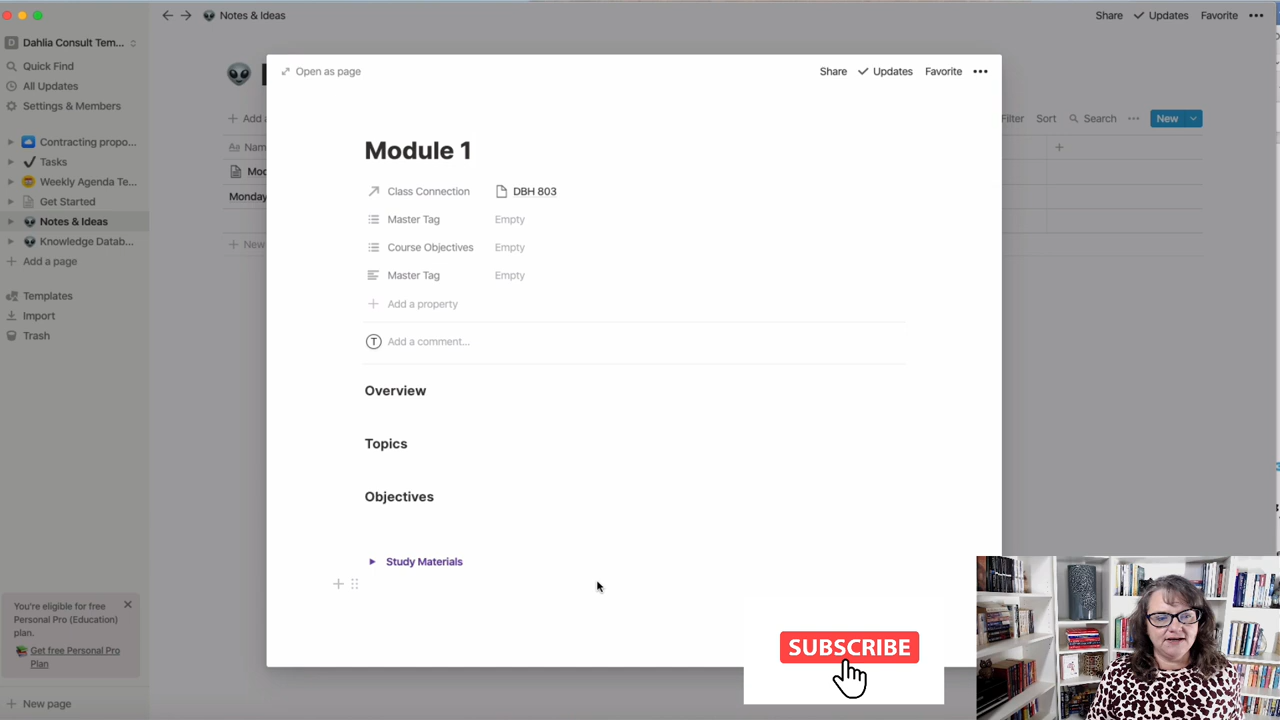 Notes & Ideas
Share
Updates
Favorite
Dahlia Consult Tem...
Quick Find
All Updates
Settings & Members
Contracting propo...
Tasks
Weekly Agenda Te...
Get Started
Notes & Ideas
Knowledge Datab...
Add a page
Templates
Import
Trash
You're eligible for free
Personal Pro (Education)
plan.
Get free Personal Pro
Plan
New page
Add
Filter
Sort
Search
New
Aa
Monday
New
Open as page
Share
Updates
Favorite
Module 1
Class Connection DBH 803
Master Tag Empty
Course Objectives Empty
Master Tag Empty
Add a property
T
Add a comment...
Overview
Topics
Objectives
Study Materials
SUBSCRIBE